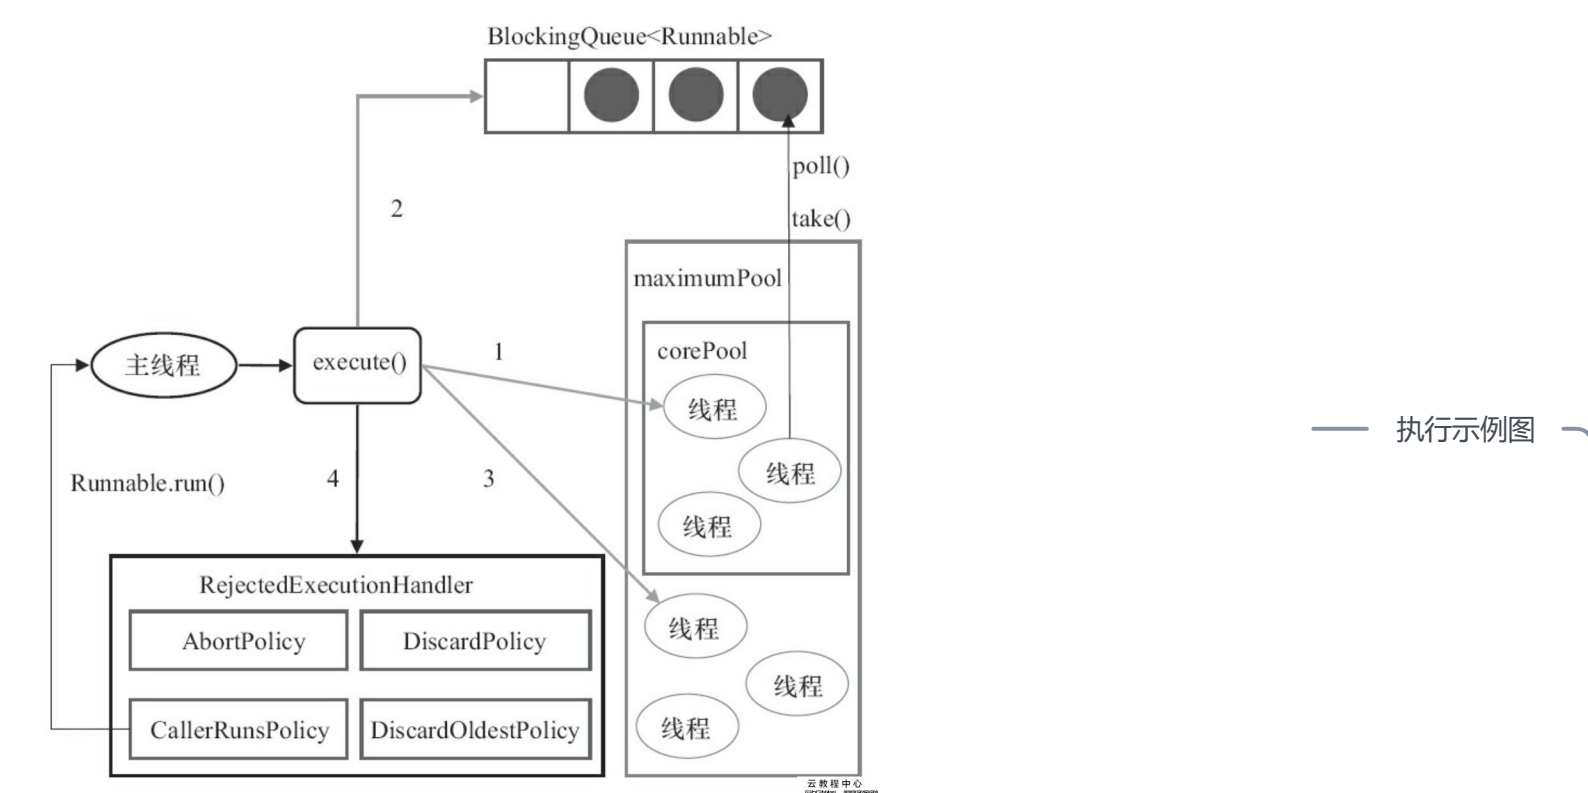 BlockingQueue<Runnable>
poll()
2
take()
maximumPool
主线程
execute()
1
corePool
线程
执行示例图
线程
Runnable.run()
4
3
线程
RejectedExecutionHandler
AbortPolicy
DiscardPolicy
线程
线程
CallerRunsPolicy
DiscardOldestPolicy
线程
云教程中心